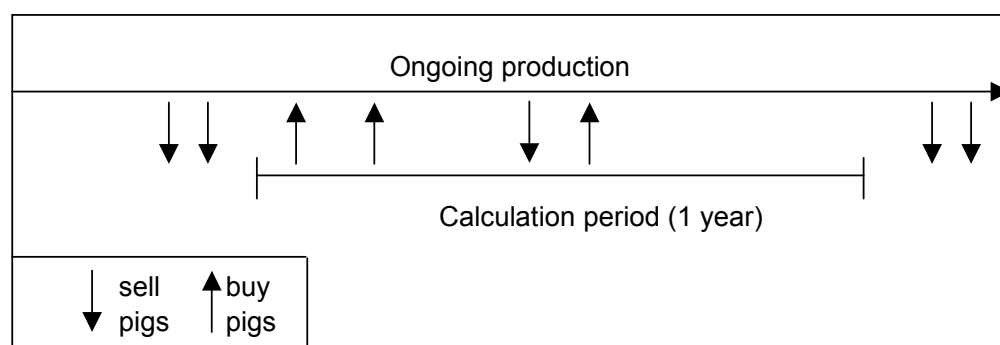 Ongoing production
Calculation period (1 year)
sell
pigs
buy
pigs